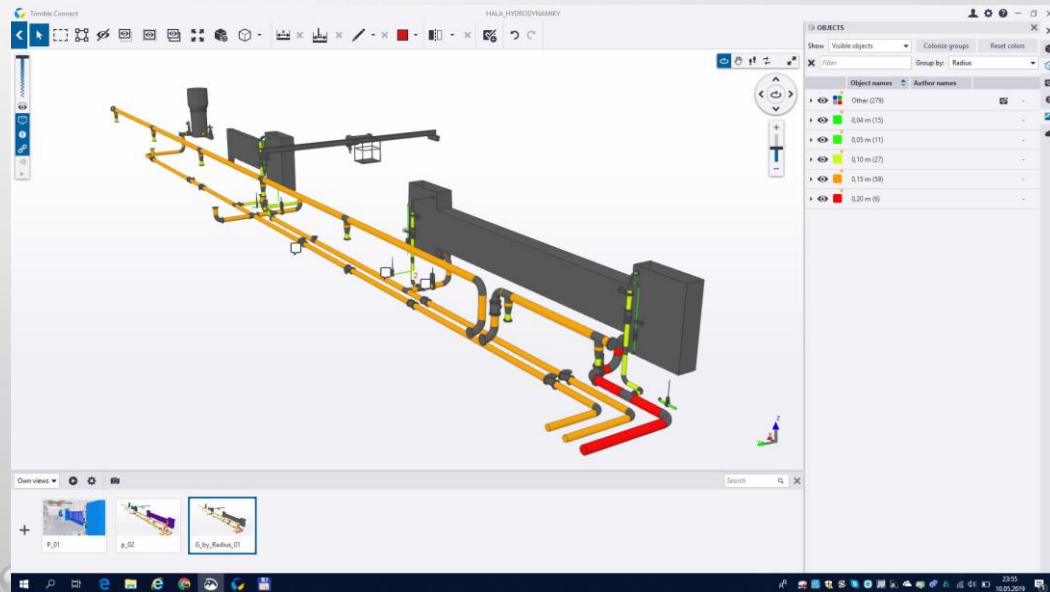 Trimble Connect
HALA_HYDRODYNAMIKY
OBJECTS
Show Visible objects Colorize groups Reset colors
Filter Group by: Radius
Object names Author names
Other (279)
0,04 m (15)
0,05 m (11)
0,10 m (27)
0,15 m (59)
0,20 m (6)
2
z
Own views
Search
P_01
p_02
G_by_Radius_01
23:55
10.05.2019